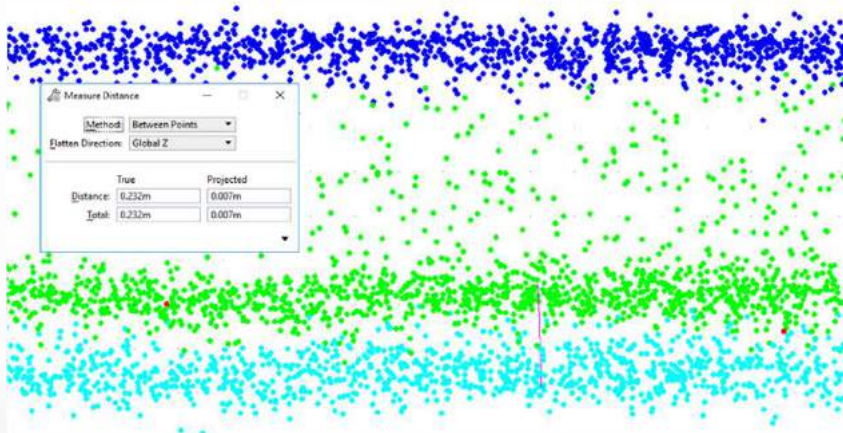 Measure Distance
Method: Between Points
Flatten Direction: Global Z
True Projected
Distance: 0.232m 0.007m
Total: 0.232m 0.007m